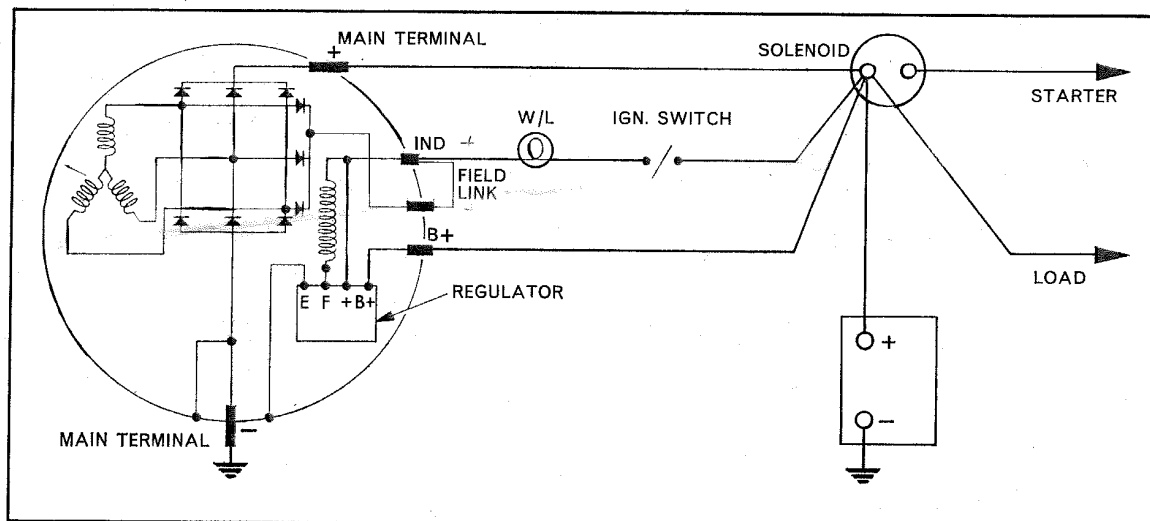 MAIN TERMINAL
+
SOLENOID
STARTER
W/L
IGN. SWITCH
IND +
FIELD
LINK
B+
LOAD
E F + B+
REGULATOR
+
MAIN TERMINAL
-
-